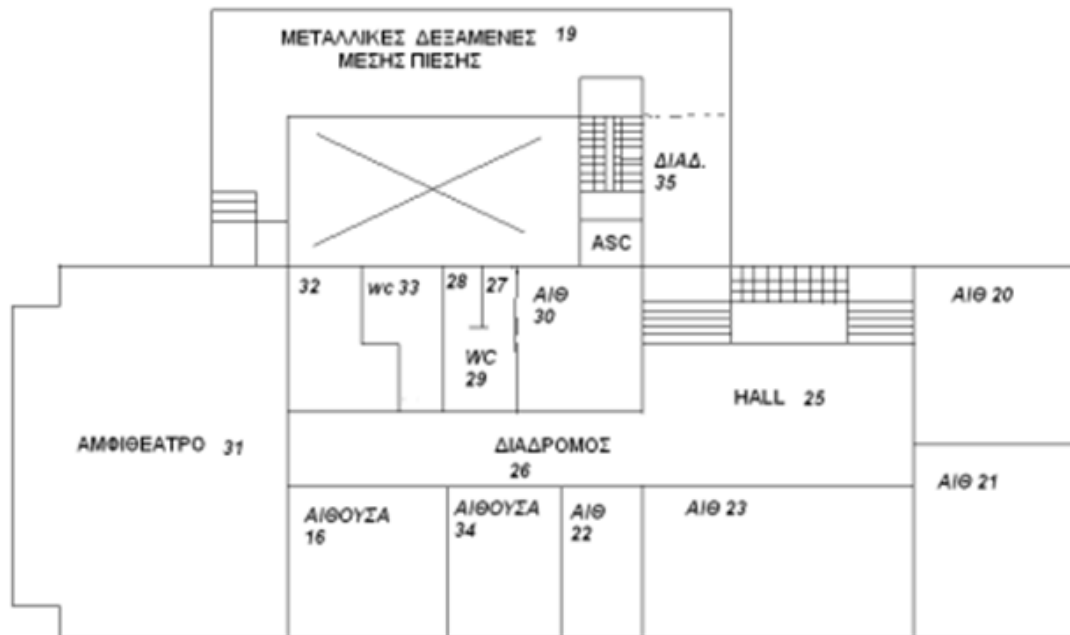 ΜΕΤΑΛΛΙΚΕΣ ΔΕΞΑΜΕΝΕΣ 19
ΜΕΣΗΣ ΠΙΕΣΗΣ
ΔΙΑΔ.
35
ASC
32
wc 33
28
27
ΑΙΘ
30
ΑΙΘ 20
WC
29
HALL 25
ΑΜΦΙΘΕΑΤΡΟ 31
ΔΙΑΔΡΟΜΟΣ
26
ΑΙΘ 21
ΑΙΘΟΥΣΑ
16
ΑΙΘΟΥΣΑ
34
ΑΙΘ
22
ΑΙΘ 23